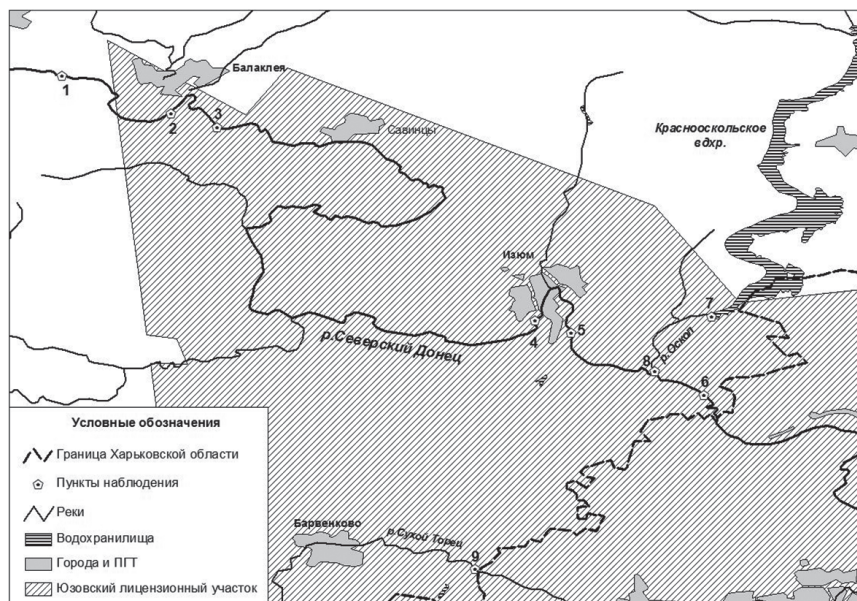 Балаклея
1
2
3
Савинцы
Краснооскольское
вдхр.
Изюм
7
р.Северский Донец
4
5
р.Оскол
8
6
Условные обозначения
Граница Харьковской области
Пункты наблюдения
Реки
Водохранилища
Города и ПГТ
Юзовский лицензионный участок
Барвенково
р.Сухой Торец
9